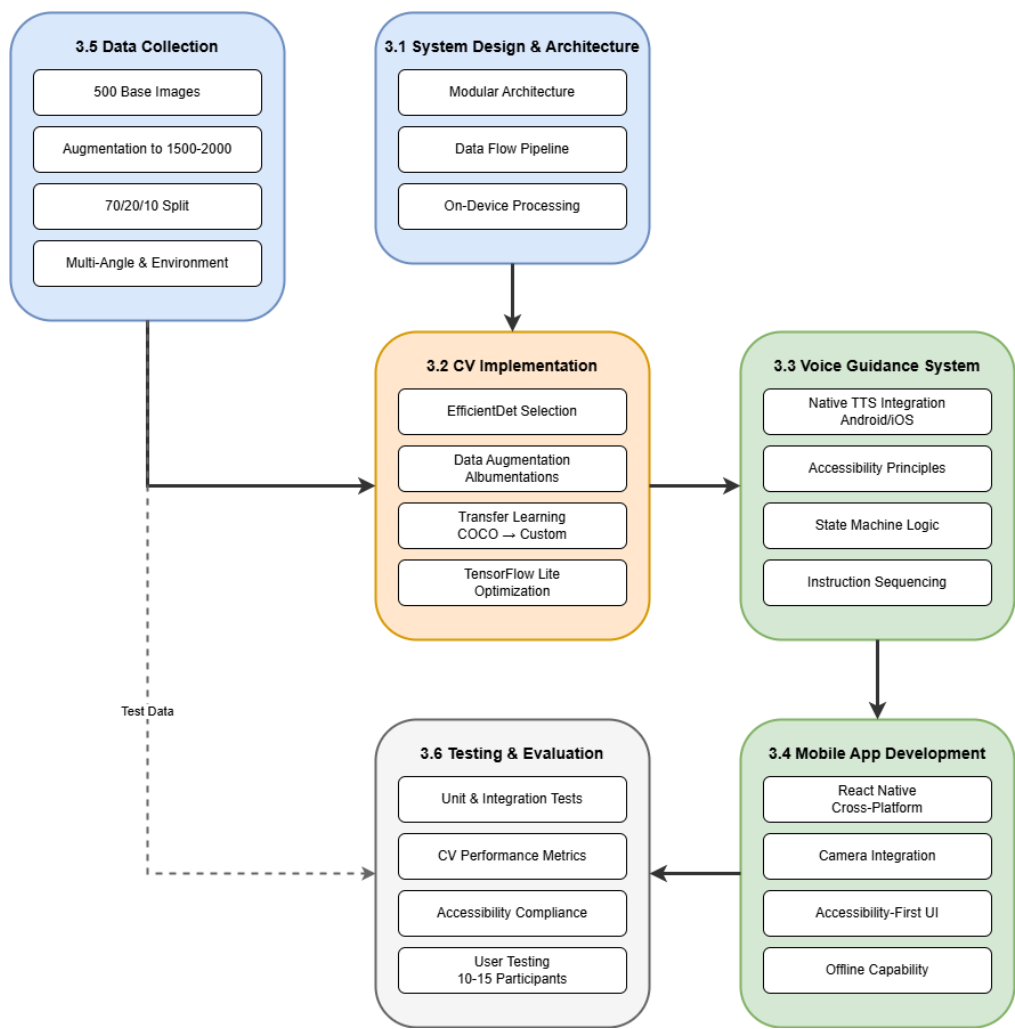 3.5 Data Collection
500 Base Images
Augmentation to 1500-2000
70/20/10 Split
Multi-Angle & Environment
3.1 System Design & Architecture
Modular Architecture
Data Flow Pipeline
On-Device Processing
3.2 CV Implementation
EfficientDet Selection
Data Augmentation
Albumentations
Transfer Learning
COCO → Custom
TensorFlow Lite
Optimization
3.3 Voice Guidance System
Native TTS Integration
Android/iOS
Accessibility Principles
State Machine Logic
Instruction Sequencing
Test Data
3.6 Testing & Evaluation
Unit & Integration Tests
CV Performance Metrics
Accessibility Compliance
User Testing
10-15 Participants
3.4 Mobile App Development
React Native
Cross-Platform
Camera Integration
Accessibility-First UI
Offline Capability